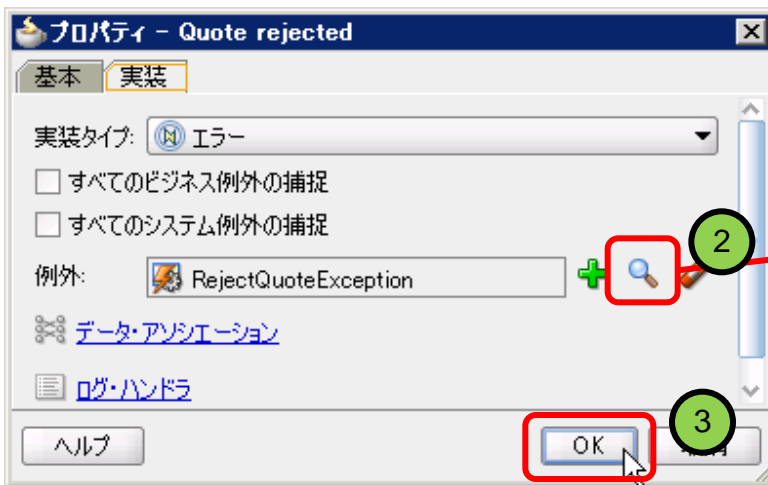 プロパティ - Quote rejected
基本 実装
実装タイプ: エラー
すべてのビジネス例外の捕捉
すべてのシステム例外の捕捉
2
例外: RejectQuoteException
データ・アソシエーション
ログ・ハンドラ
3
ヘルプ OK